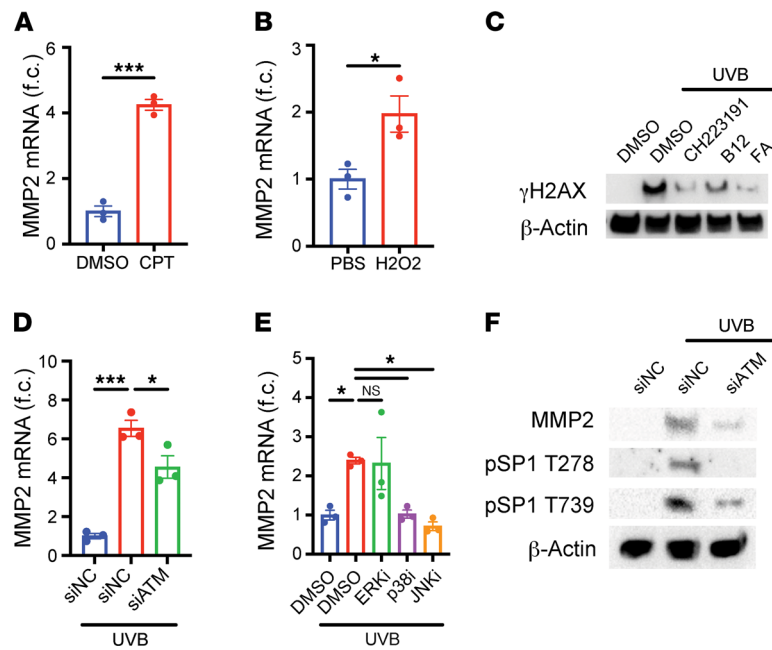 A
MMP2 mRNA (f.c.)
6
4
2
0
***
DMSO CPT
B
MMP2 mRNA (f.c.)
3
2
1
0
*
PBS H2O2
C
UVB
DMSO DMSO CH223191 B12 FA
γH2AX
β-Actin
D
MMP2 mRNA (f.c.)
10
8
6
4
2
0
*** *
siNC siNC siATM
UVB
E
MMP2 mRNA (f.c.)
5
4
3
2
1
0
*
* NS
DMSO DMSO ERKi p38i JNKi
UVB
F
UVB
siNC siNC siATM
MMP2
pSP1 T278
pSP1 T739
β-Actin